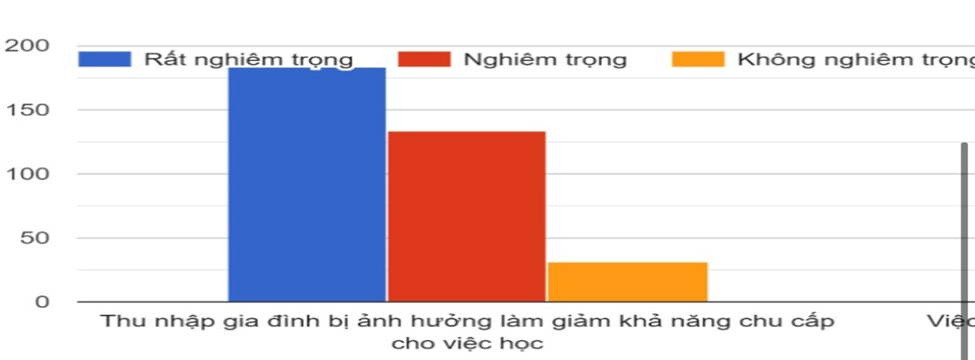 200
Rất nghiêm trọng
Nghiêm trọng
Không nghiêm trọng
150
100
50
0
Thu nhập gia đình bị ảnh hưởng làm giảm khả năng chu cấp
cho việc học
Việc